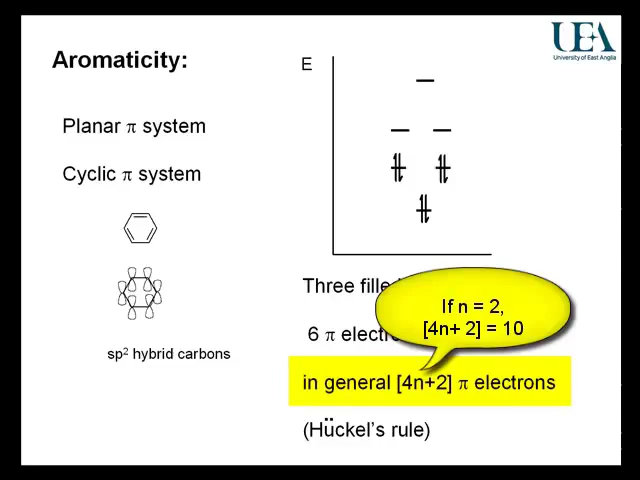 Aromaticity:
E
UEA
University of East Anglia
Planar π system
Cyclic π system
sp² hybrid carbons
Three fille
If n = 2,
[4n+ 2] = 10
6 π electro
in general [4n+2] π electrons
(Hückel's rule)